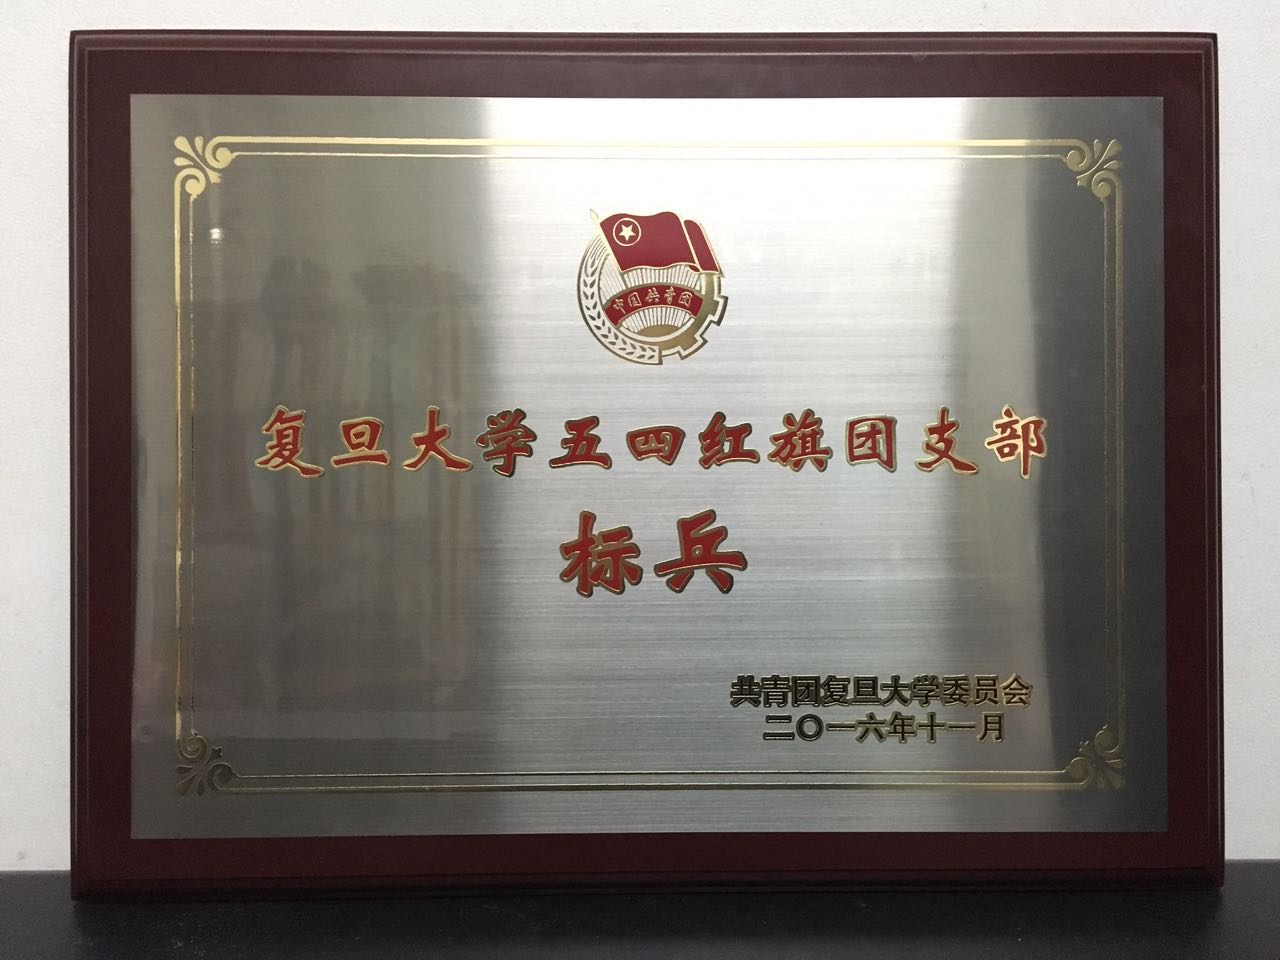 中国共青团
复旦大学五四红旗团支部
标兵
共青团复旦大学委员会
二〇一六年十一月